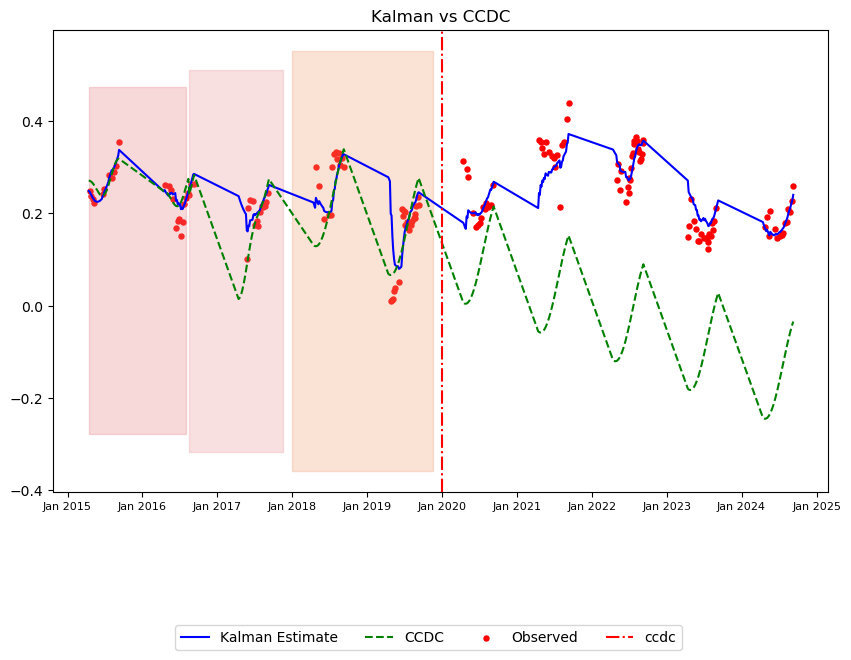 Kalman vs CCDC
0.4
0.2
0.0
−0.2
−0.4
Jan 2015 Jan 2016 Jan 2017 Jan 2018 Jan 2019 Jan 2020 Jan 2021 Jan 2022 Jan 2023 Jan 2024 Jan 2025
Kalman Estimate CCDC Observed ccdc